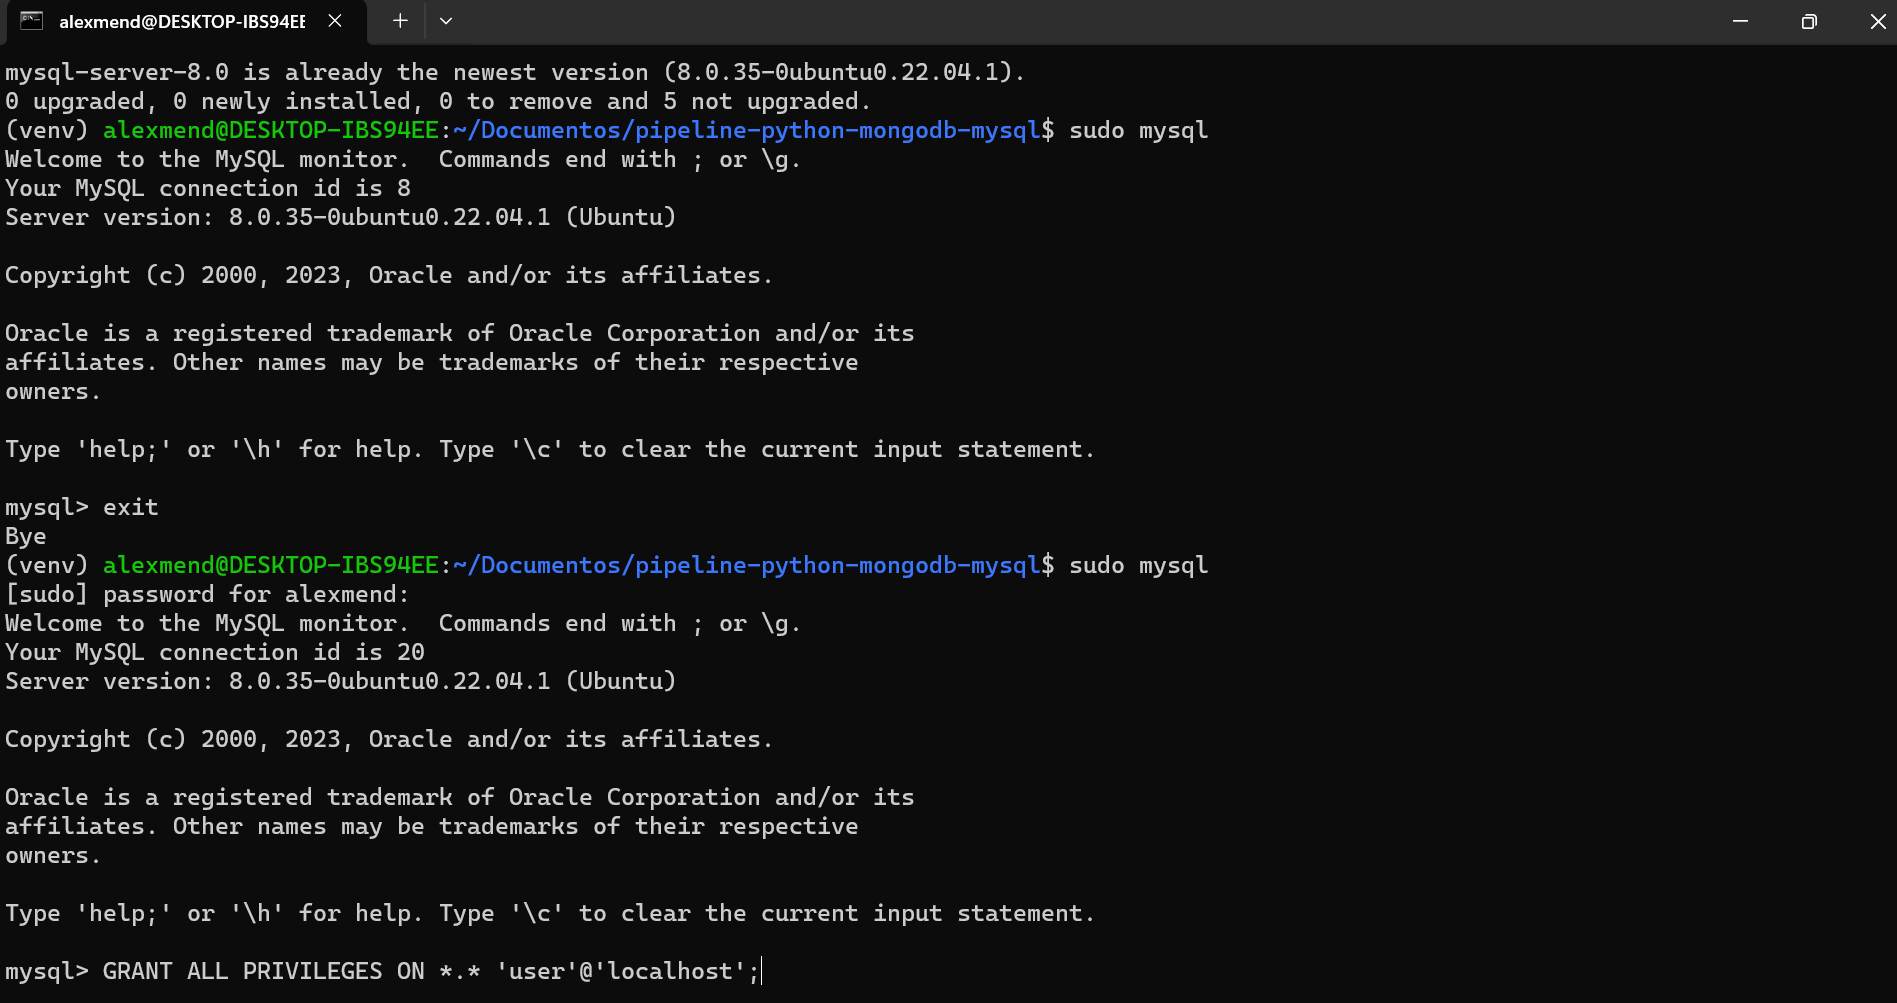 alexmend@DESKTOP-IBS94EE
mysql-server-8.0 is already the newest version (8.0.35-0ubuntu0.22.04.1).
0 upgraded, 0 newly installed, 0 to remove and 5 not upgraded.
(venv) alexmend@DESKTOP-IBS94EE:~/Documentos/pipeline-python-mongodb-mysql$ sudo mysql
Welcome to the MySQL monitor.  Commands end with ; or \g.
Your MySQL connection id is 8
Server version: 8.0.35-0ubuntu0.22.04.1 (Ubuntu)
Copyright (c) 2000, 2023, Oracle and/or its affiliates.
Oracle is a registered trademark of Oracle Corporation and/or its
affiliates. Other names may be trademarks of their respective
owners.
Type 'help;' or '\h' for help. Type '\c' to clear the current input statement.
mysql> exit
Bye
(venv) alexmend@DESKTOP-IBS94EE:~/Documentos/pipeline-python-mongodb-mysql$ sudo mysql
[sudo] password for alexmend:
Welcome to the MySQL monitor.  Commands end with ; or \g.
Your MySQL connection id is 20
Server version: 8.0.35-0ubuntu0.22.04.1 (Ubuntu)
Copyright (c) 2000, 2023, Oracle and/or its affiliates.
Oracle is a registered trademark of Oracle Corporation and/or its
affiliates. Other names may be trademarks of their respective
owners.
Type 'help;' or '\h' for help. Type '\c' to clear the current input statement.
mysql> GRANT ALL PRIVILEGES ON *.* 'user'@'localhost';